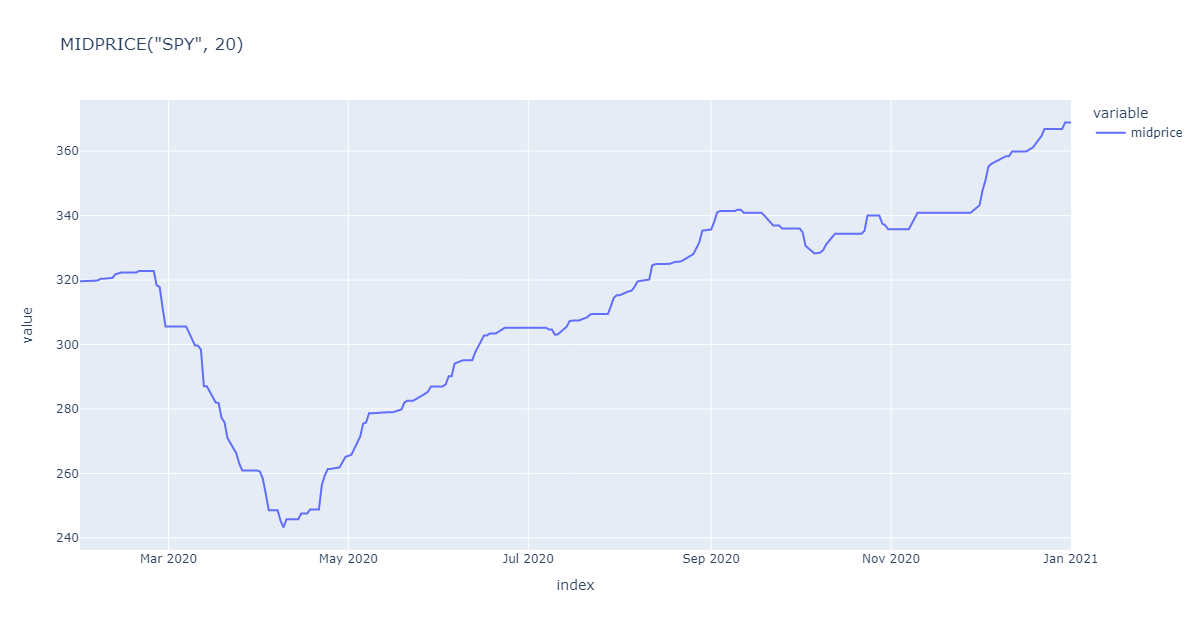 MIDPRICE("SPY", 20)
variable
midprice
value
360
340
320
300
280
260
240
Mar 2020
May 2020
Jul 2020
Sep 2020
Nov 2020
Jan 2021
index